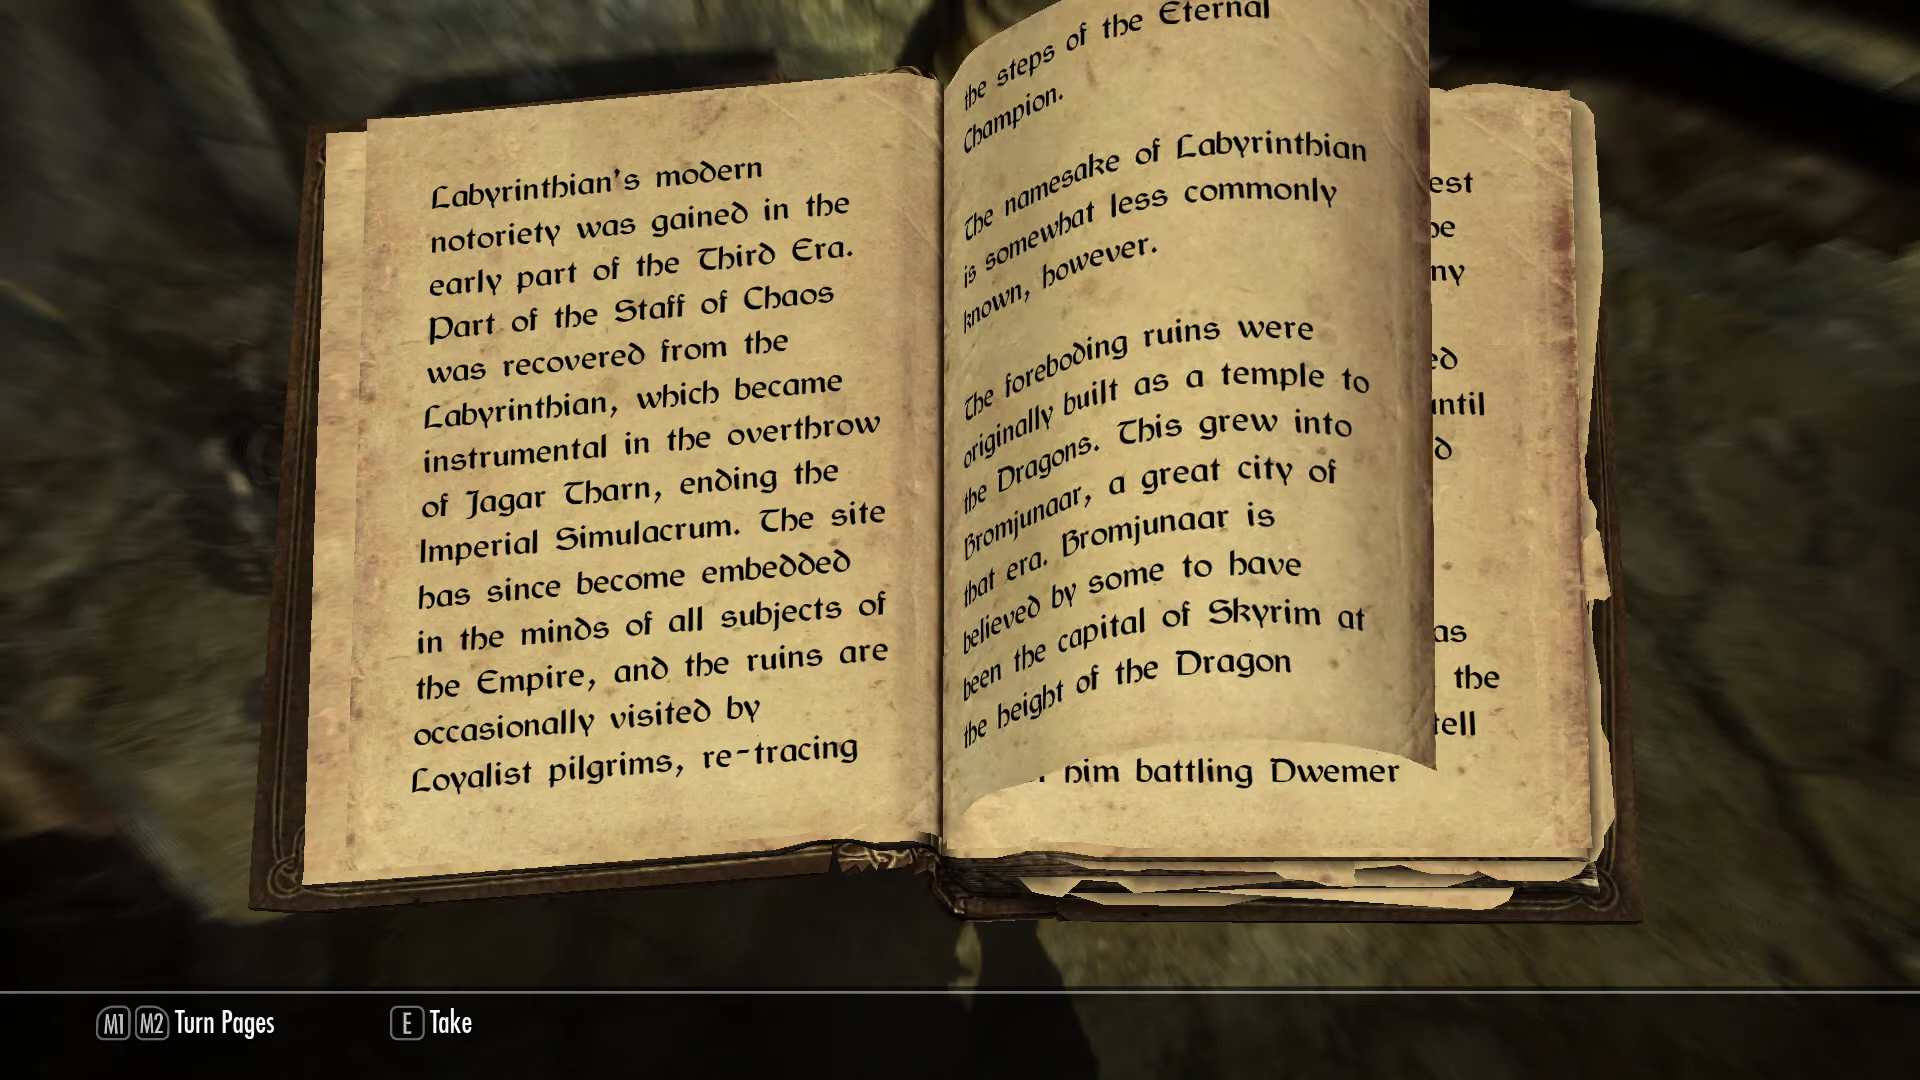 Labyrinthian's modern
notoriety was gained in the
early part of the Third Era.
Part of the Staff of Chaos
was recovered from the
Labyrinthian, which became
instrumental in the overthrow
of Jagar Tharn, ending the
Imperial Simulacrum. The site
has since become embedded
in the minds of all subjects of
the Empire, and the ruins are
occasionally visited by
Loyalist pilgrims, re-tracing
the steps of the Eternal
Champion.
The namesake of Labyrinthian
is somewhat less commonly
known, however.
The foreboding ruins were
originally built as a temple to
the Dragons. This grew into
Bromjunaar, a great city of
that era. Bromjunaar is
believed by some to have
been the capital of Skyrim at
the height of the Dragon
est
ny
ed
until
d
as
the
tell
him battling Dwemer
M1 M2 Turn Pages
E Take